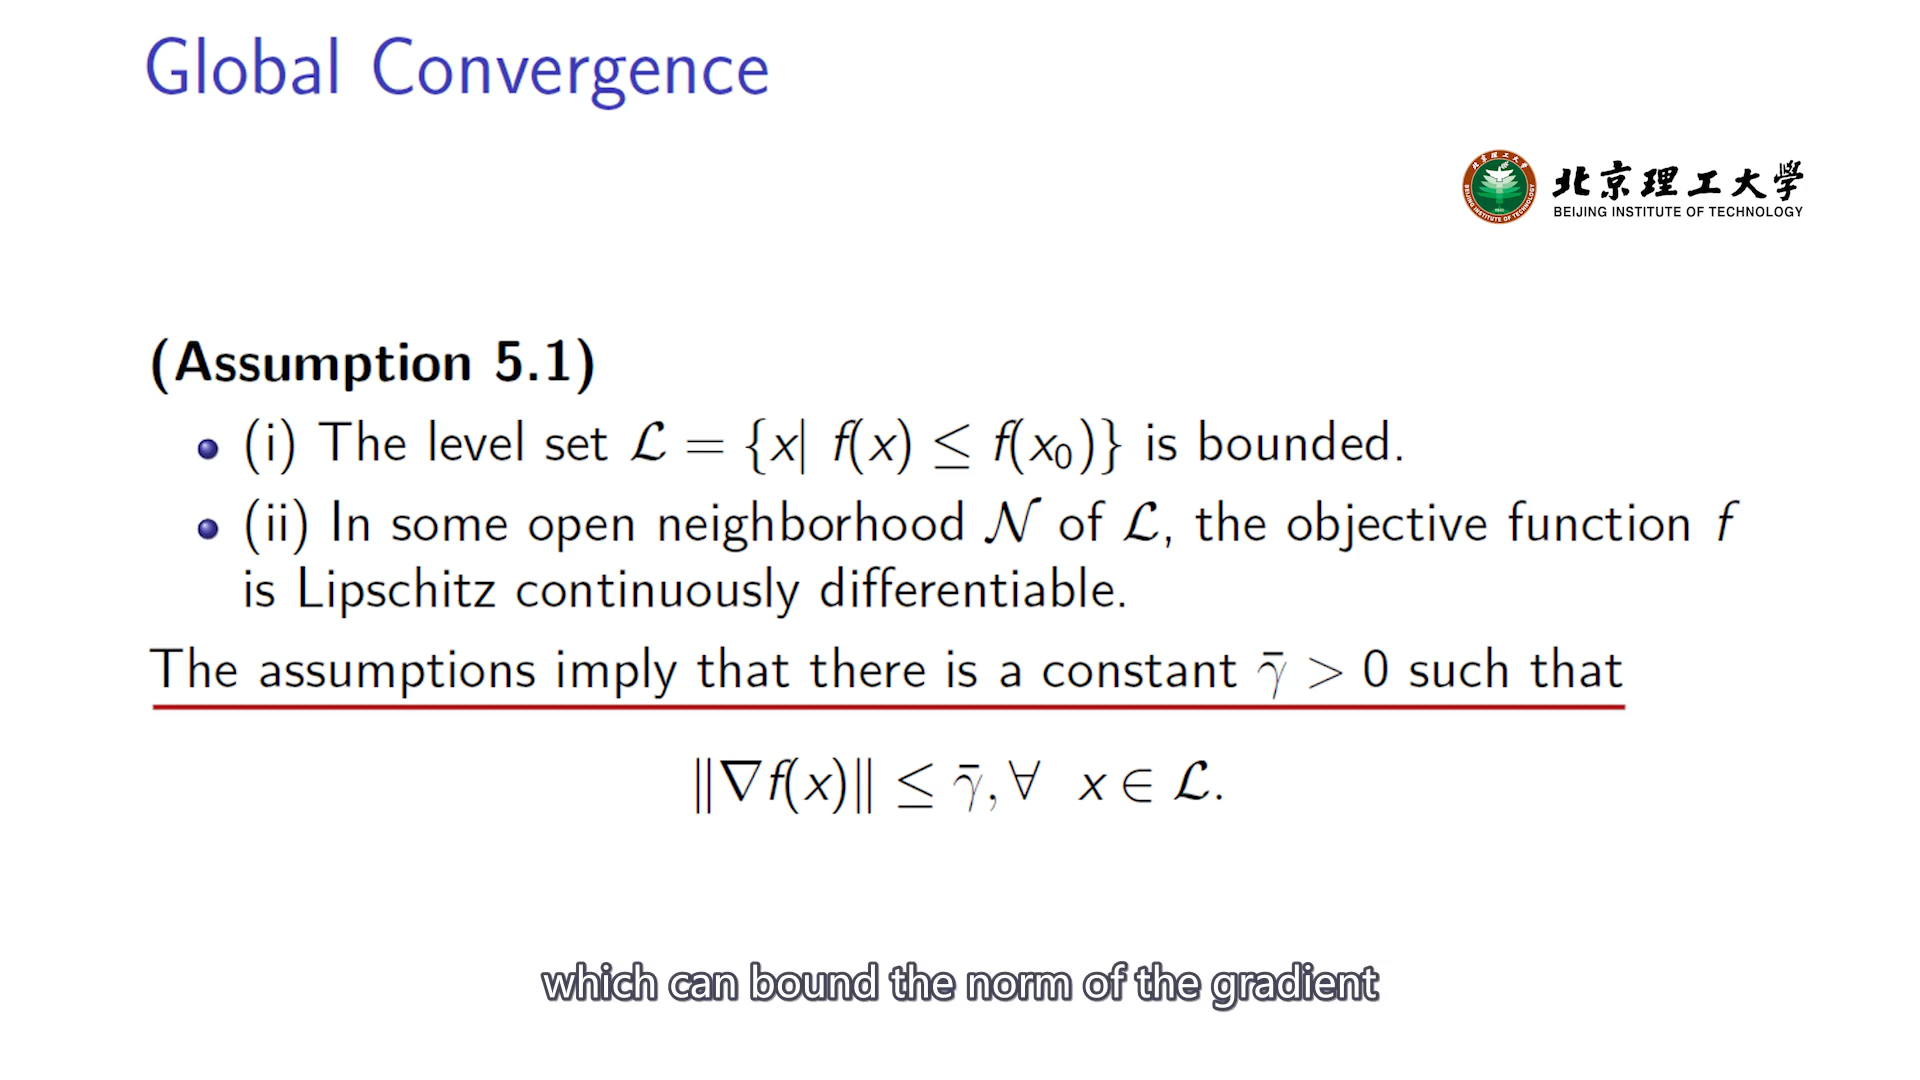 Global Convergence
北京理工大学
BEIJING INSTITUTE OF TECHNOLOGY
(Assumption 5.1)
(i) The level set ℒ = {x| f(x) ≤ f(x₀)} is bounded.
(ii) In some open neighborhood 𝒩 of ℒ, the objective function f
is Lipschitz continuously differentiable.
The assumptions imply that there is a constant γ̄ > 0 such that
‖∇f(x)‖ ≤ γ̄, ∀ x ∈ ℒ.
which can bound the norm of the gradient